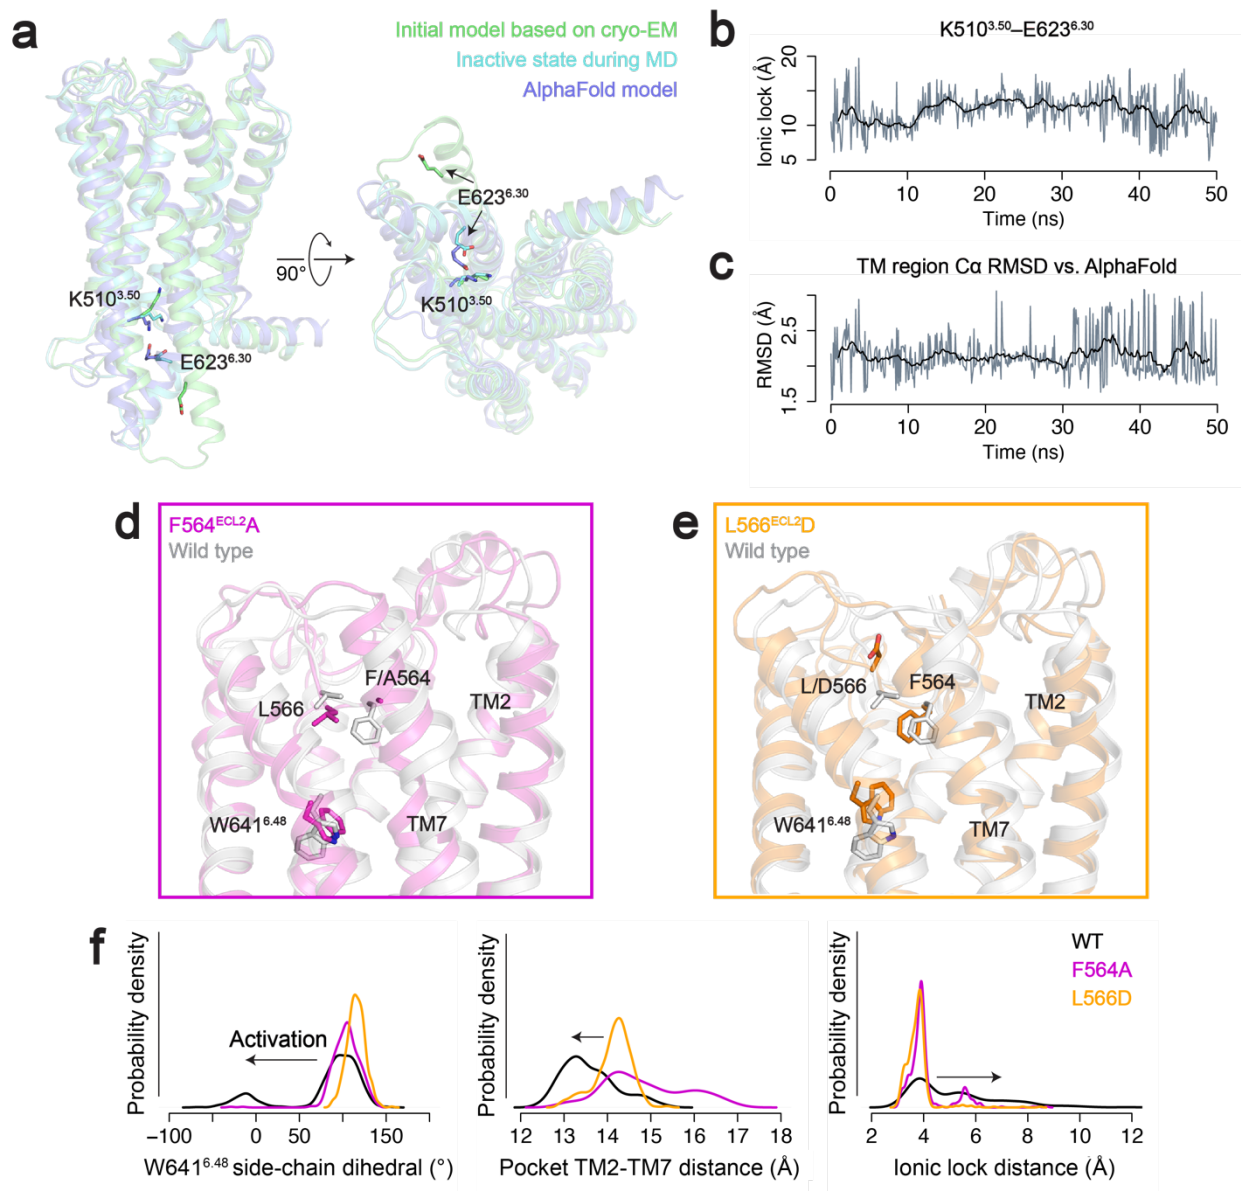 a
Initial model based on cryo-EM
Inactive state during MD
AlphaFold model
K510³·⁵⁰
E623⁶·³⁰
90°
E623⁶·³⁰
K510³·⁵⁰
b
K510³·⁵⁰–E623⁶·³⁰
Ionic lock (Å)
20
10
5
0 10 20 30 40 50
Time (ns)
c
TM region Cα RMSD vs. AlphaFold
RMSD (Å)
2.5
1.5
0 10 20 30 40 50
Time (ns)
d
F564ᴱᶜᴸ²A
Wild type
F/A564
L566
TM2
W641⁶·⁴⁸
TM7
e
L566ᴱᶜᴸ²D
Wild type
L/D566
F564
TM2
W641⁶·⁴⁸
TM7
f
Probability density
Activation
−100 0 50 150
W641⁶·⁴⁸ side-chain dihedral (°)
Probability density
12 13 14 15 16 17 18
Pocket TM2-TM7 distance (Å)
Probability density
WT
F564A
L566D
2 4 6 8 10 12
Ionic lock distance (Å)